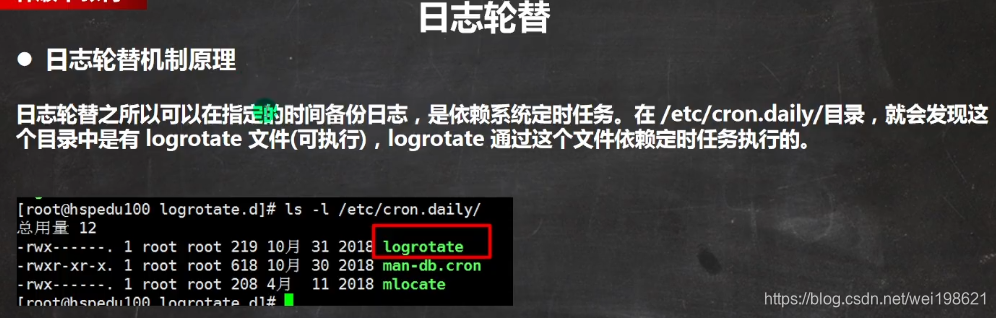 日志轮替
● 日志轮替机制原理
日志轮替之所以可以在指定的时间备份日志，是依赖系统定时任务。在 /etc/cron.daily/目录，就会发现这
个目录中是有 logrotate 文件(可执行)，logrotate 通过这个文件依赖定时任务执行的。
[root@hspedu100 logrotate.d]# ls -l /etc/cron.daily/
总用量 12
-rwx------. 1 root root 219 10月 31 2018 logrotate
-rwxr-xr-x. 1 root root 618 10月 30 2018 man-db.cron
-rwx------. 1 root root 208 4月  11 2018 mlocate
[root@hspedu100 logrotate.d]#
https://blog.csdn.net/wei198621